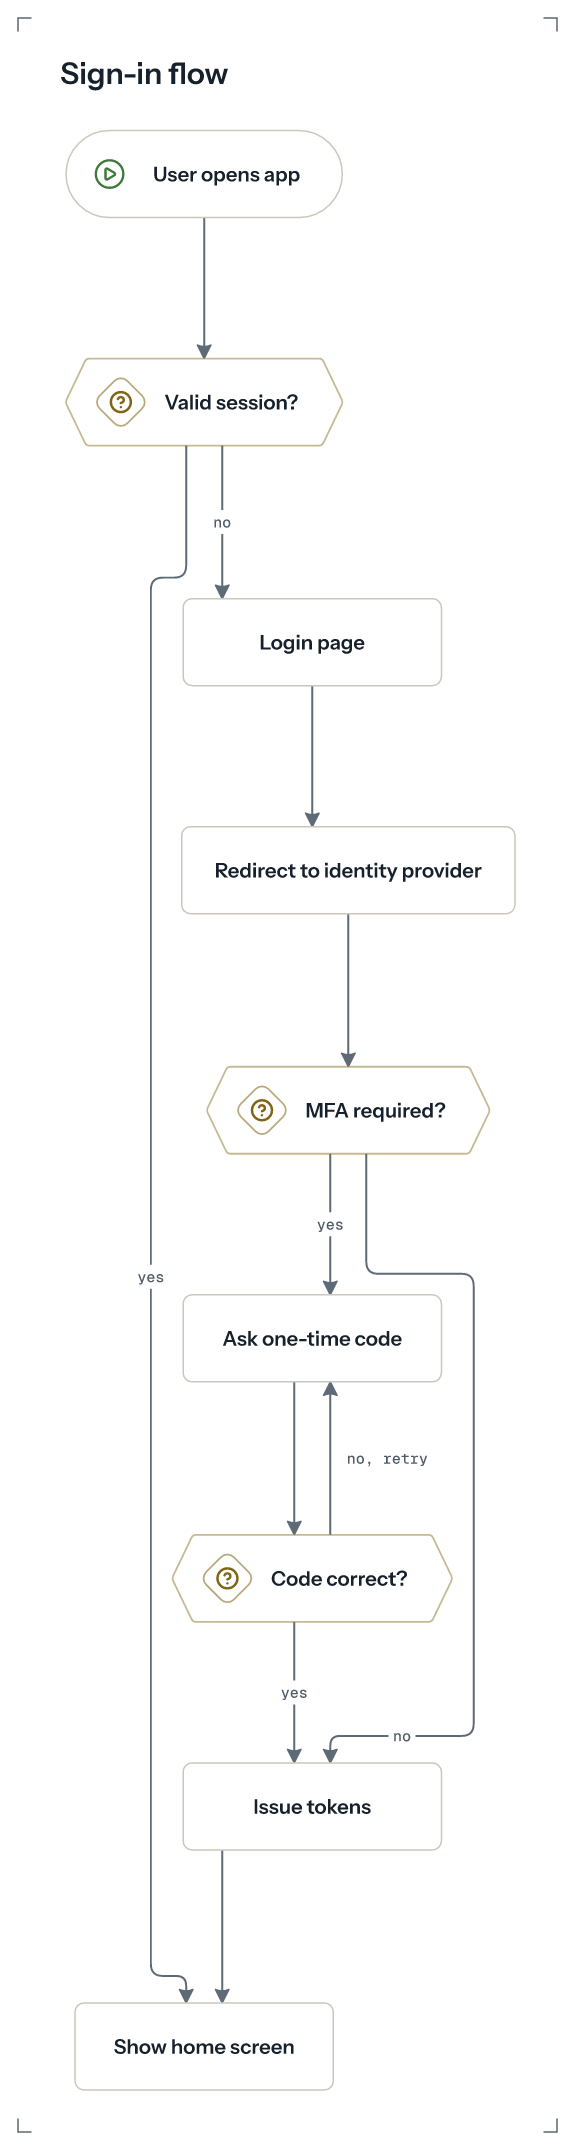 Sign-in flow
User opens app
Valid session?
no
Login page
Redirect to identity provider
MFA required?
yes
yes
Ask one-time code
no, retry
Code correct?
yes
no
Issue tokens
Show home screen